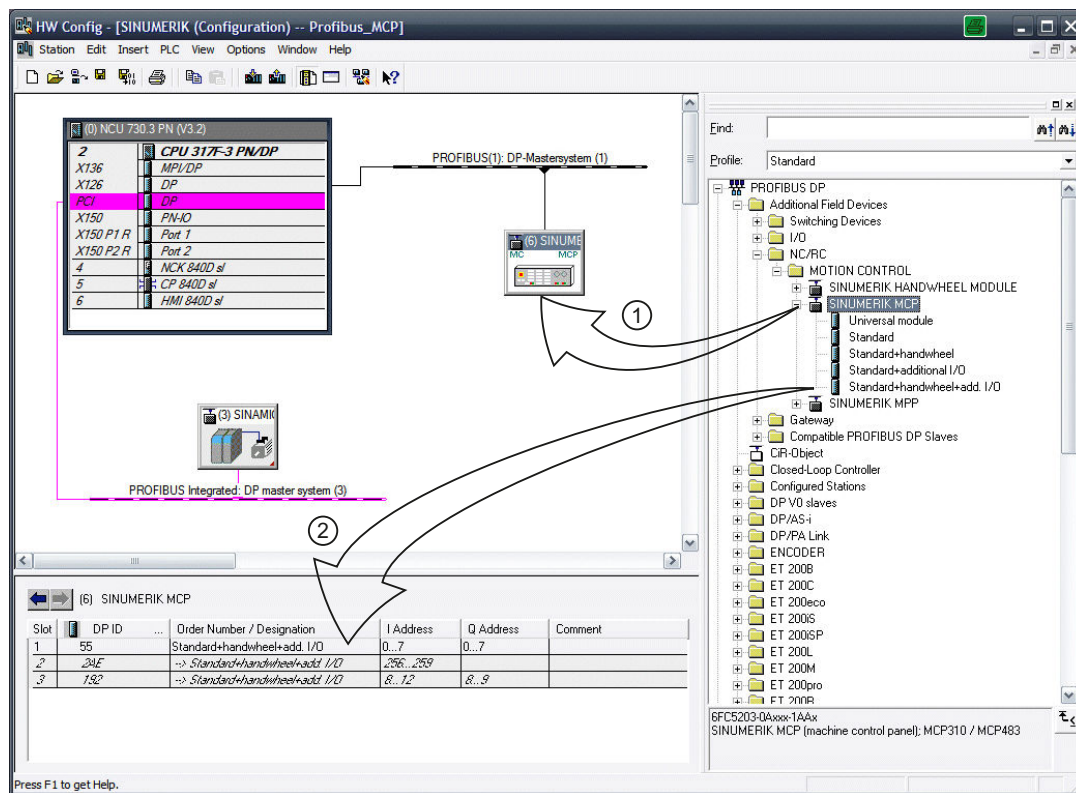 HW Config - [SINUMERIK (Configuration) -- Profibus_MCP]
Station Edit Insert PLC View Options Window Help
(0) NCU 730.3 PN (V3.2)
2 CPU 317F-3 PN/DP
X136 MPI/DP
X126 DP
PCI DP
X150 PN-IO
X150 P1 R Port 1
X150 P2 R Port 2
4 NCK 840D sl
5 CP 840D sl
6 HMI 840D sl
PROFIBUS(1): DP-Mastersystem (1)
(6) SINUME
MC MCP
1
(3) SINAMI
PROFIBUS Integrated: DP master system (3)
2
(6) SINUMERIK MCP
Slot DP ID ... Order Number / Designation I Address Q Address Comment
1 55 Standard+handwheel+add. I/O 0...7 0...7
2 2AE --> Standard+handwheel+add. I/O 256...259
3 192 --> Standard+handwheel+add. I/O 8...12 8...9
Find:
Profile: Standard
PROFIBUS DP
Additional Field Devices
Switching Devices
I/O
NC/RC
MOTION CONTROL
SINUMERIK HANDWHEEL MODULE
SINUMERIK MCP
Universal module
Standard
Standard+handwheel
Standard+additional I/O
Standard+handwheel+add. I/O
SINUMERIK MPP
Gateway
Compatible PROFIBUS DP Slaves
CiR-Object
Closed-Loop Controller
Configured Stations
DP V0 slaves
DP/AS-i
DP/PA Link
ENCODER
ET 200B
ET 200C
ET 200eco
ET 200iS
ET 200iSP
ET 200L
ET 200M
ET 200pro
ET 200R
6FC5203-0Axxx-1AAx
SINUMERIK MCP (machine control panel); MCP310 / MCP483
Press F1 to get Help.